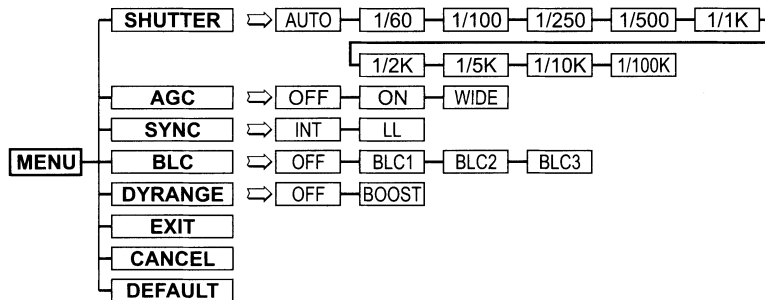 SHUTTER AUTO 1/60 1/100 1/250 1/500 1/1K
1/2K 1/5K 1/10K 1/100K
AGC OFF ON WIDE
SYNC INT LL
MENU BLC OFF BLC1 BLC2 BLC3
DYRANGE OFF BOOST
EXIT
CANCEL
DEFAULT